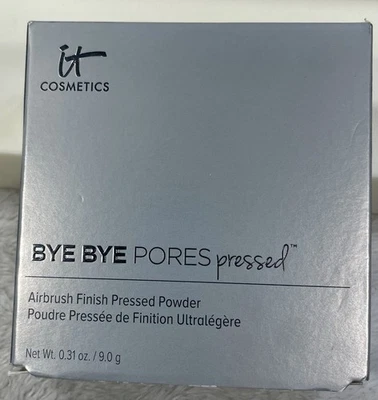 it
COSMETICS
BYE BYE PORES pressed™
Airbrush Finish Pressed Powder
Poudre Pressée de Finition Ultralégère
Net Wt. 0.31 oz. / 9.0 g